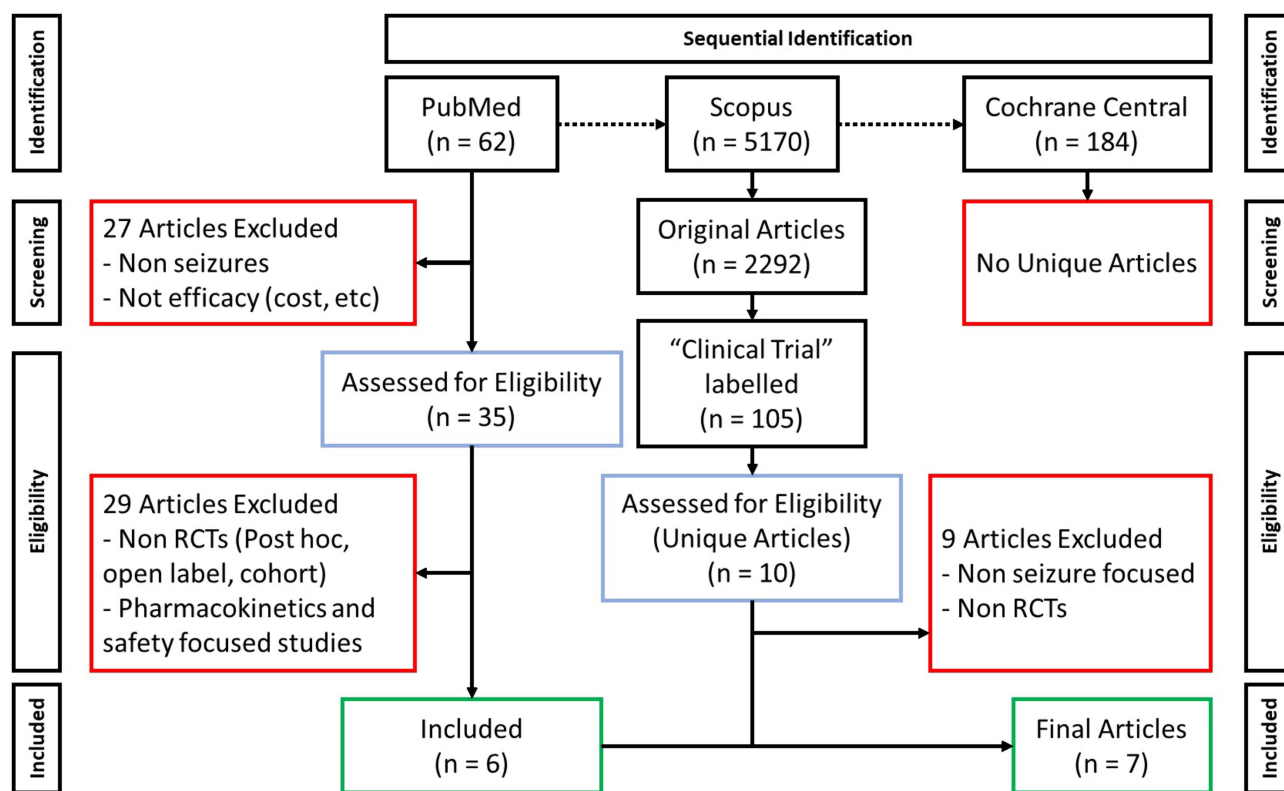 Sequential Identification
Identification
PubMed
(n = 62)
Scopus
(n = 5170)
Cochrane Central
(n = 184)
Identification
Screening
27 Articles Excluded
- Non seizures
- Not efficacy (cost, etc)
Original Articles
(n = 2292)
No Unique Articles
Screening
Eligibility
Assessed for Eligibility
(n = 35)
“Clinical Trial”
labelled
(n = 105)
Eligibility
29 Articles Excluded
- Non RCTs (Post hoc,
open label, cohort)
- Pharmacokinetics and
safety focused studies
Assessed for Eligibility
(Unique Articles)
(n = 10)
9 Articles Excluded
- Non seizure focused
- Non RCTs
Included
Included
(n = 6)
Final Articles
(n = 7)
Included